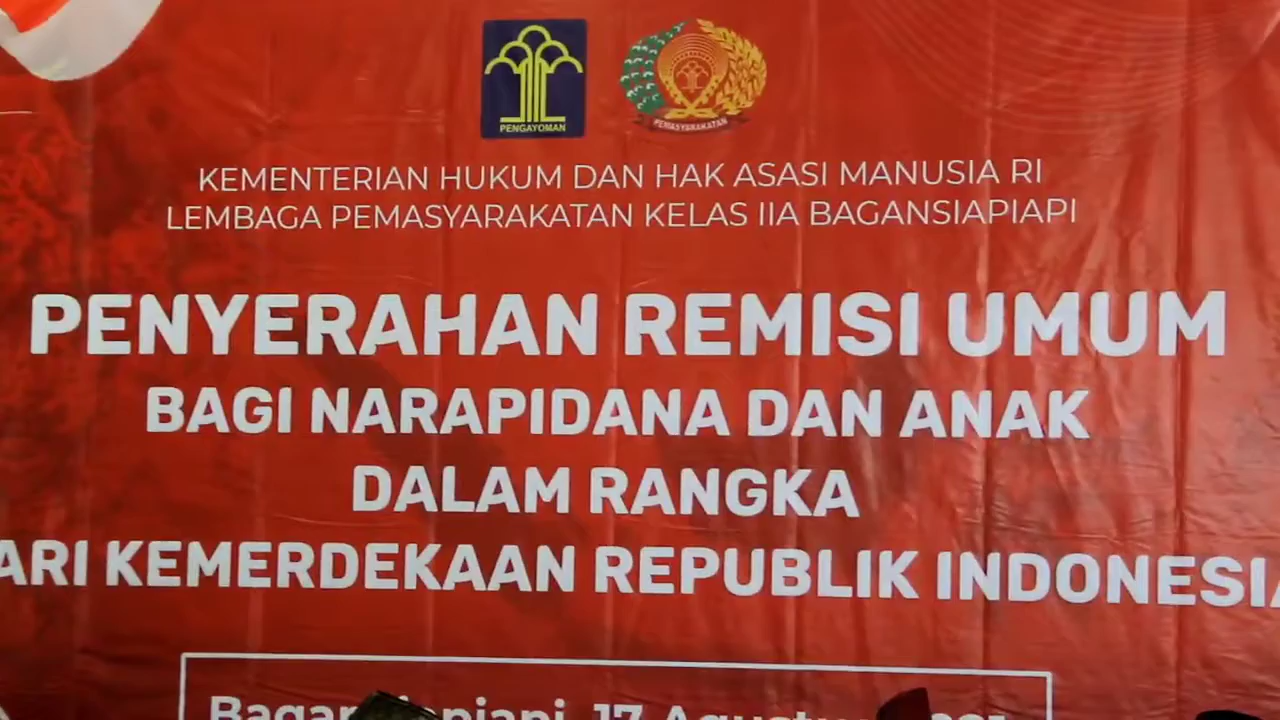 PENGAYOMAN
PEMASYARAKATAN
KEMENTERIAN HUKUM DAN HAK ASASI MANUSIA RI
LEMBAGA PEMASYARAKATAN KELAS IIA BAGANSIAPIAPI
PENYERAHAN REMISI UMUM
BAGI NARAPIDANA DAN ANAK
DALAM RANGKA
ARI KEMERDEKAAN REPUBLIK INDONESIA
17